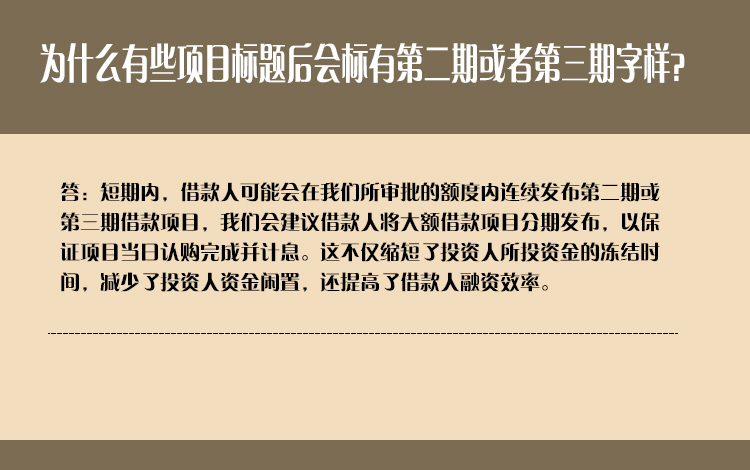 为什么有些项目标题后会标有第二期或者第三期字样？
答：短期内，借款人可能会在我们所审批的额度内连续发布第二期或
第三期借款项目，我们会建议借款人将大额借款项目分期发布，以保
证项目当日认购完成并计息。这不仅缩短了投资人所投资金的冻结时
间，减少了投资人资金闲置，还提高了借款人融资效率。